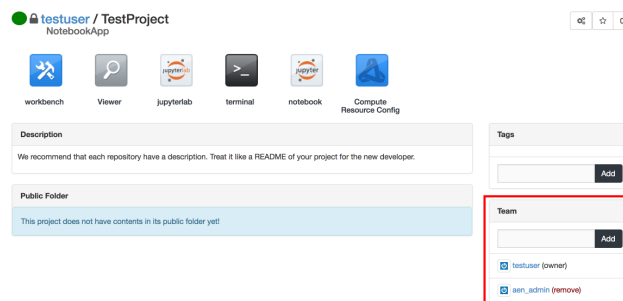 testuser / TestProject
NotebookApp
jupyterlab
>_
jupyter
workbench
Viewer
jupyterlab
terminal
notebook
Compute
Resource Config
Description
We recommend that each repository have a description. Treat it like a README of your project for the new developer.
Public Folder
This project does not have contents in its public folder yet!
Tags
Add
Team
Add
testuser (owner)
aen_admin (remove)